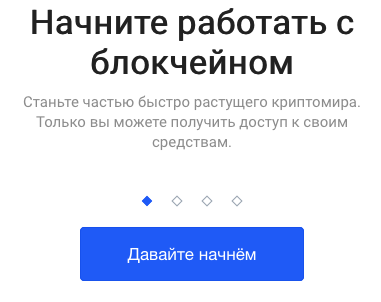 Начните работать с
блокчейном
Станьте частью быстро растущего криптомира.
Только вы можете получить доступ к своим
средствам.
Давайте начнём